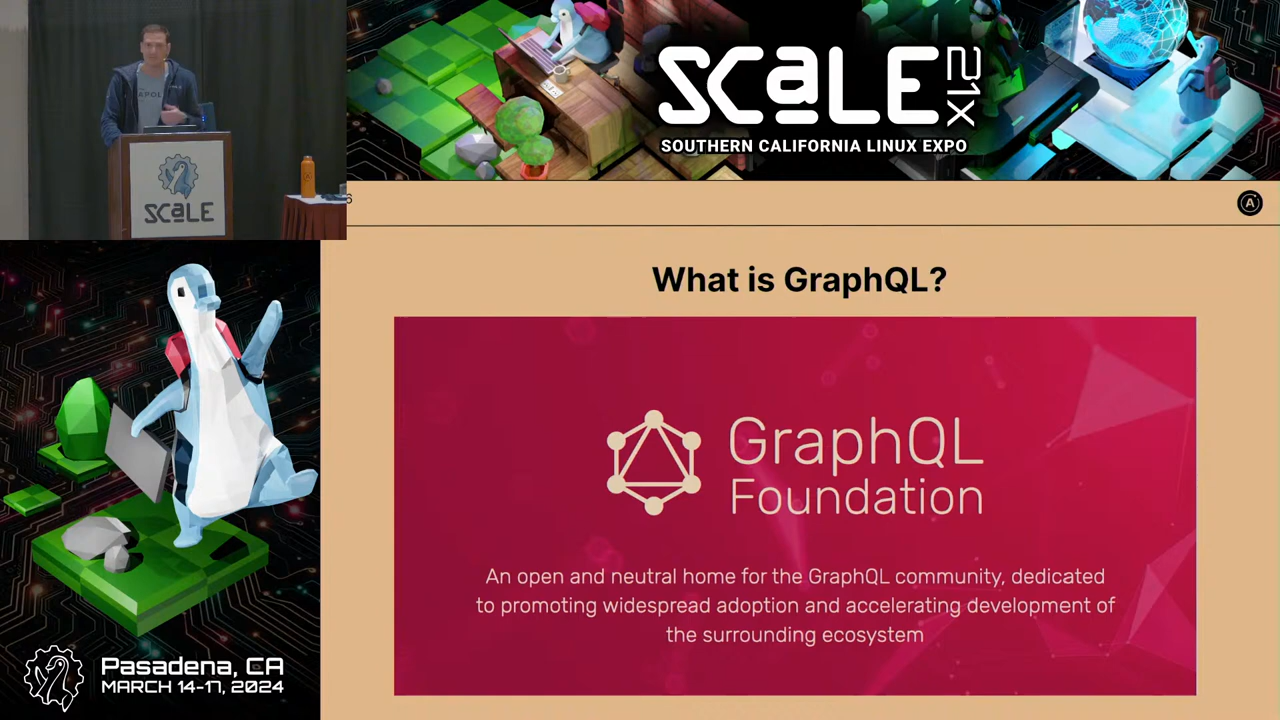 APOL
SCaLE
SCaLE 21x
SOUTHERN CALIFORNIA LINUX EXPO
6
A
What is GraphQL?
GraphQL
Foundation
An open and neutral home for the GraphQL community, dedicated
to promoting widespread adoption and accelerating development of
the surrounding ecosystem
Pasadena, CA
MARCH 14-17, 2024